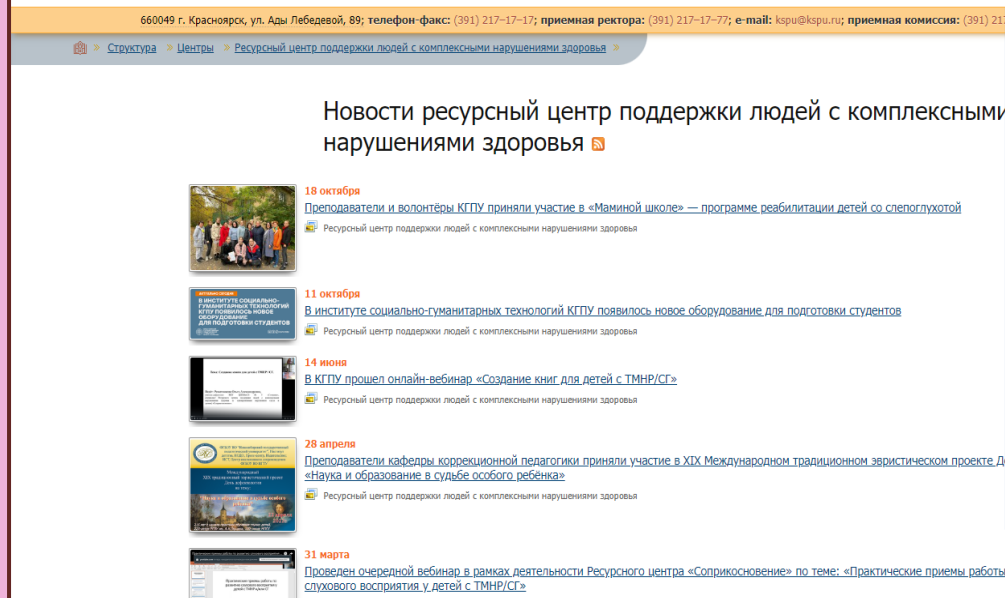 660049 г. Красноярск, ул. Ады Лебедевой, 89; телефон-факс: (391) 217–17–17; приемная ректора: (391) 217–17–77; e-mail: kspu@kspu.ru; приемная комиссия: (391) 217
» Структура » Центры » Ресурсный центр поддержки людей с комплексными нарушениями здоровья »
Новости ресурсный центр поддержки людей с комплексными
нарушениями здоровья
18 октября
Преподаватели и волонтёры КГПУ приняли участие в «Маминой школе» — программе реабилитации детей со слепоглухотой
Ресурсный центр поддержки людей с комплексными нарушениями здоровья
В ИНСТИТУТЕ СОЦИАЛЬНО-
ГУМАНИТАРНЫХ ТЕХНОЛОГИЙ
КГПУ ПОЯВИЛОСЬ НОВОЕ
ОБОРУДОВАНИЕ
ДЛЯ ПОДГОТОВКИ СТУДЕНТОВ
11 октября
В институте социально-гуманитарных технологий КГПУ появилось новое оборудование для подготовки студентов
Ресурсный центр поддержки людей с комплексными нарушениями здоровья
14 июня
В КГПУ прошел онлайн-вебинар «Создание книг для детей с ТМНР/СГ»
Ресурсный центр поддержки людей с комплексными нарушениями здоровья
28 апреля
Преподаватели кафедры коррекционной педагогики приняли участие в XIX Международном традиционном эвристическом проекте Д
«Наука и образование в судьбе особого ребёнка»
Ресурсный центр поддержки людей с комплексными нарушениями здоровья
31 марта
Проведен очередной вебинар в рамках деятельности Ресурсного центра «Соприкосновение» по теме: «Практические приемы работы
слухового восприятия у детей с ТМНР/СГ»